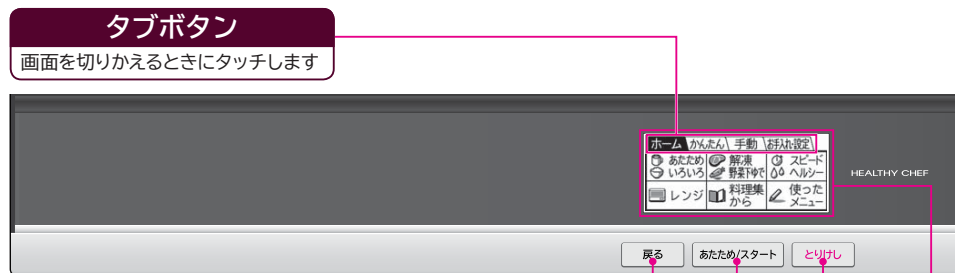 タブボタン
画面を切りかえるときにタッチします
ホーム かんたん 手動 お手入れ・設定
あたため 解凍 スピード
いろいろ 野菜下ゆで ヘルシー
レンジ 料理集から 使ったメニュー
HEALTHY CHEF
戻る あたため/スタート とりけし